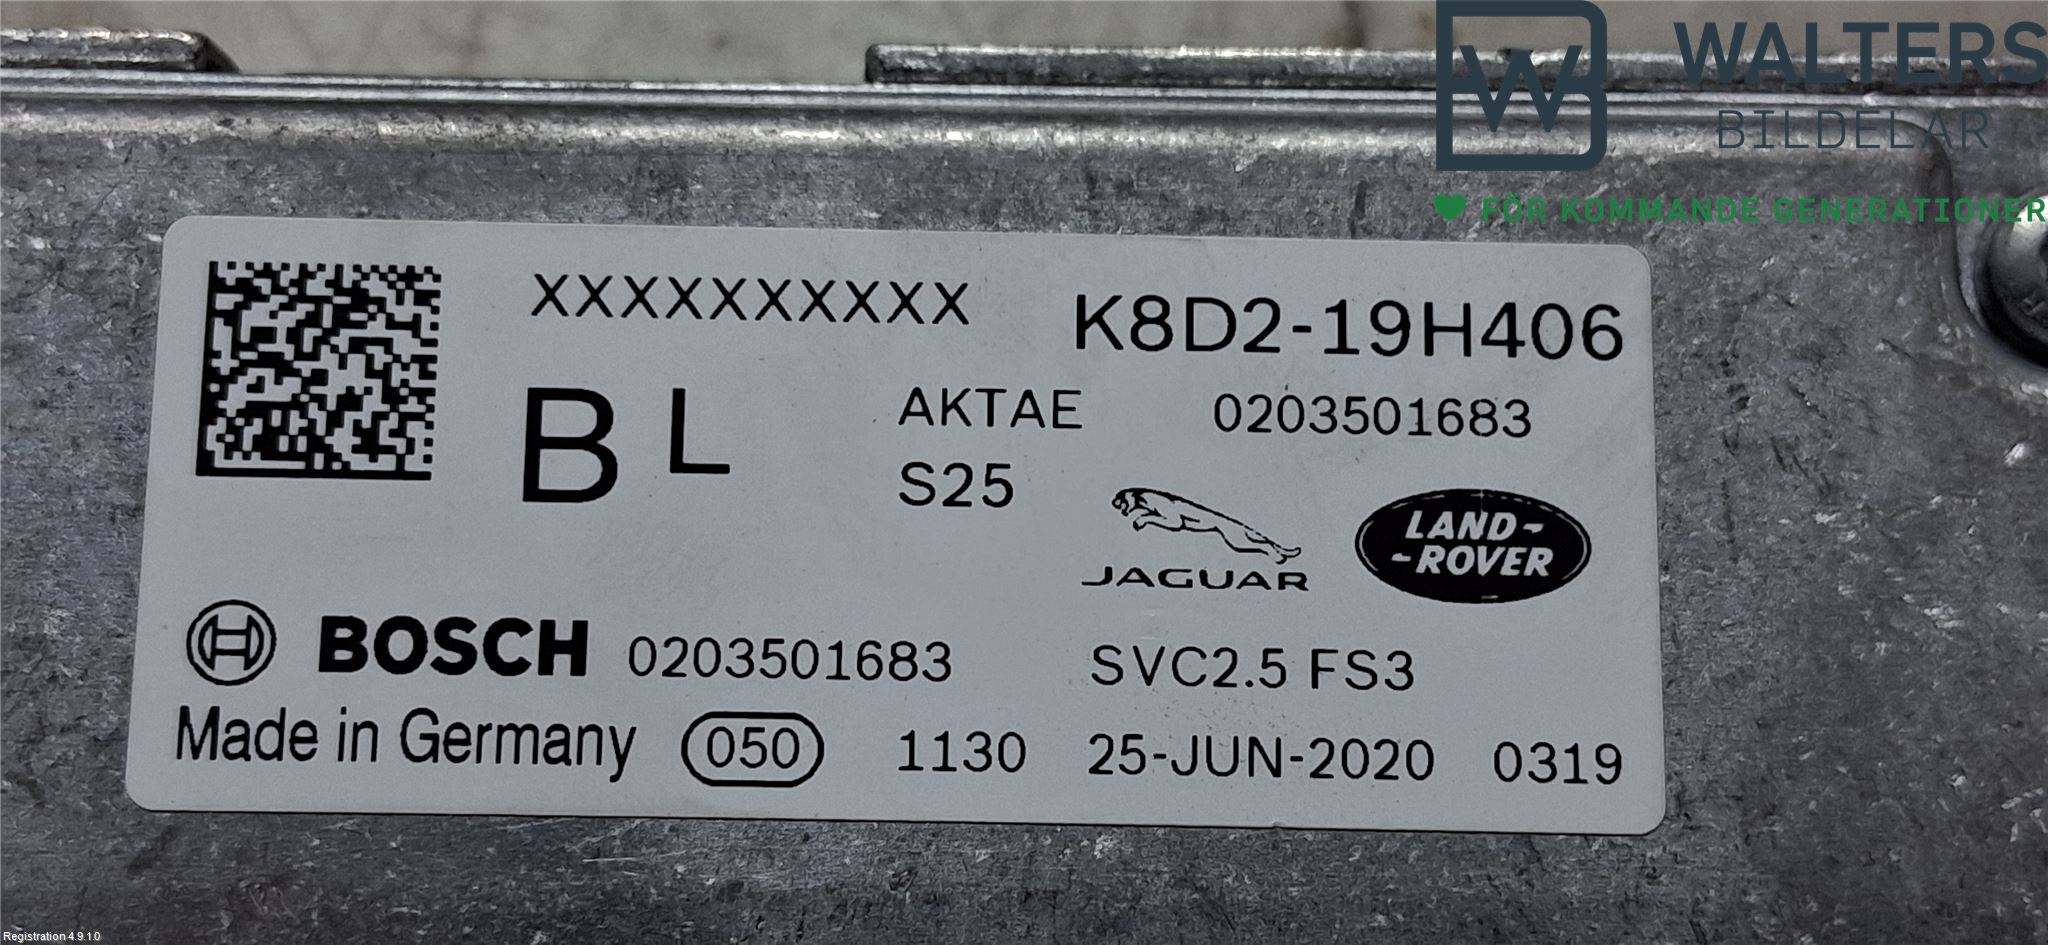 WALTERS
BILDELAR
FÖR KOMMANDE GENERATIONER
XXXXXXXXXX K8D2-19H406
B L AKTAE 0203501683
S25
JAGUAR LAND-
-ROVER
BOSCH 0203501683 SVC2.5 FS3
Made in Germany 050 1130 25-JUN-2020 0319
Registration 4.9.1.0